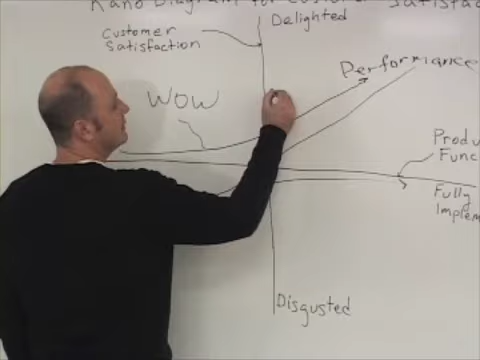 Kano Diagram for Customer Satisfac
Delighted
Customer
Satisfaction
Performance
WOW
Produ
Func
Fully
Implem
Disgusted